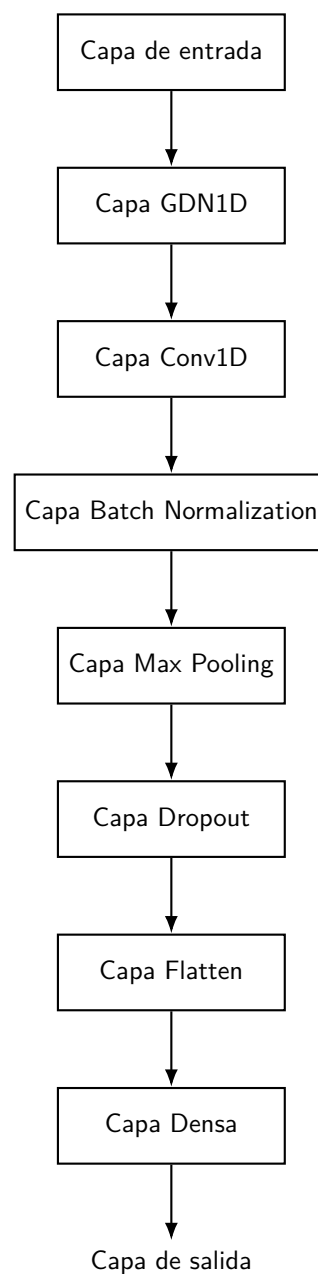 Capa de entrada
Capa GDN1D
Capa Conv1D
Capa Batch Normalization
Capa Max Pooling
Capa Dropout
Capa Flatten
Capa Densa
Capa de salida